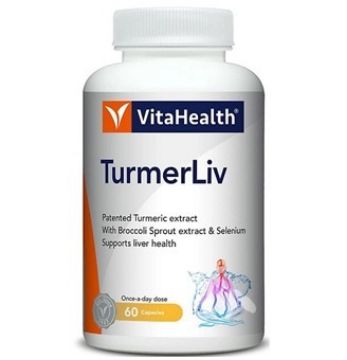 VitaHealth®
TurmerLiv
Patented Turmeric extract
With Broccoli Sprout extract & Selenium
Supports liver health
Once-a-day dose
60 Capsules